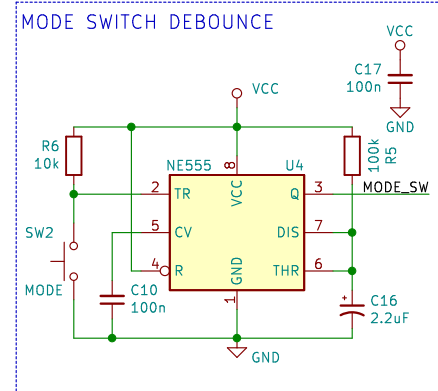 MODE SWITCH DEBOUNCE
VCC
C17
100n
GND
VCC
R6
10k
NE555
U4
8
VCC
100k
R5
2
TR
Q
3
MODE_SW
5
CV
DIS
7
SW2
4
R
GND
THR
6
MODE
C10
100n
1
C16
2.2uF
+
GND